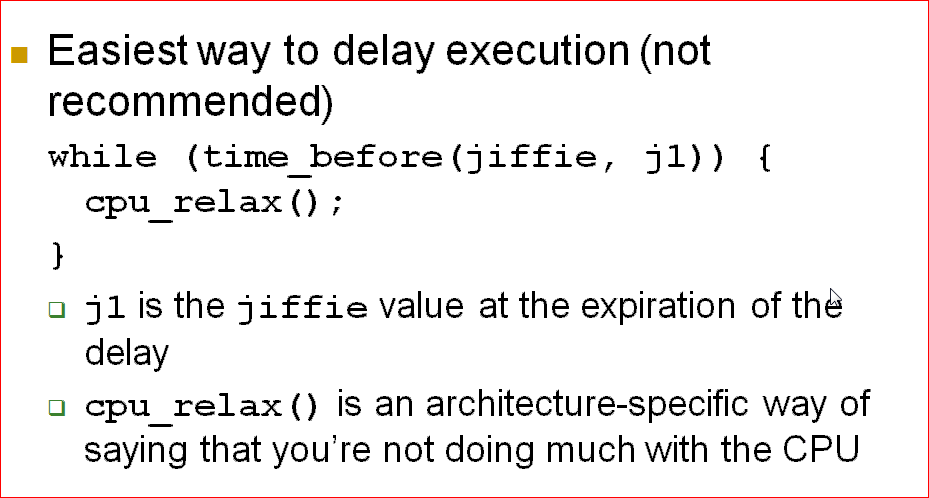 Easiest way to delay execution (not
recommended)
while (time_before(jiffie, j1)) {
cpu_relax();
}
j1 is the jiffie value at the expiration of the
delay
cpu_relax() is an architecture-specific way of
saying that you're not doing much with the CPU